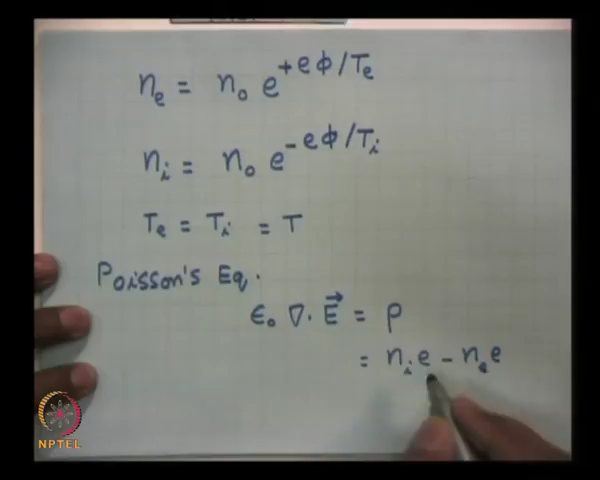 nₑ = n₀ e^{+eϕ/Tₑ}
nᵢ = n₀ e^{-eϕ/Tᵢ}
Tₑ = Tᵢ = T
Poisson's Eq.
ϵ₀ ∇·E⃗ = ρ
= nᵢe - nₑe
NPTEL